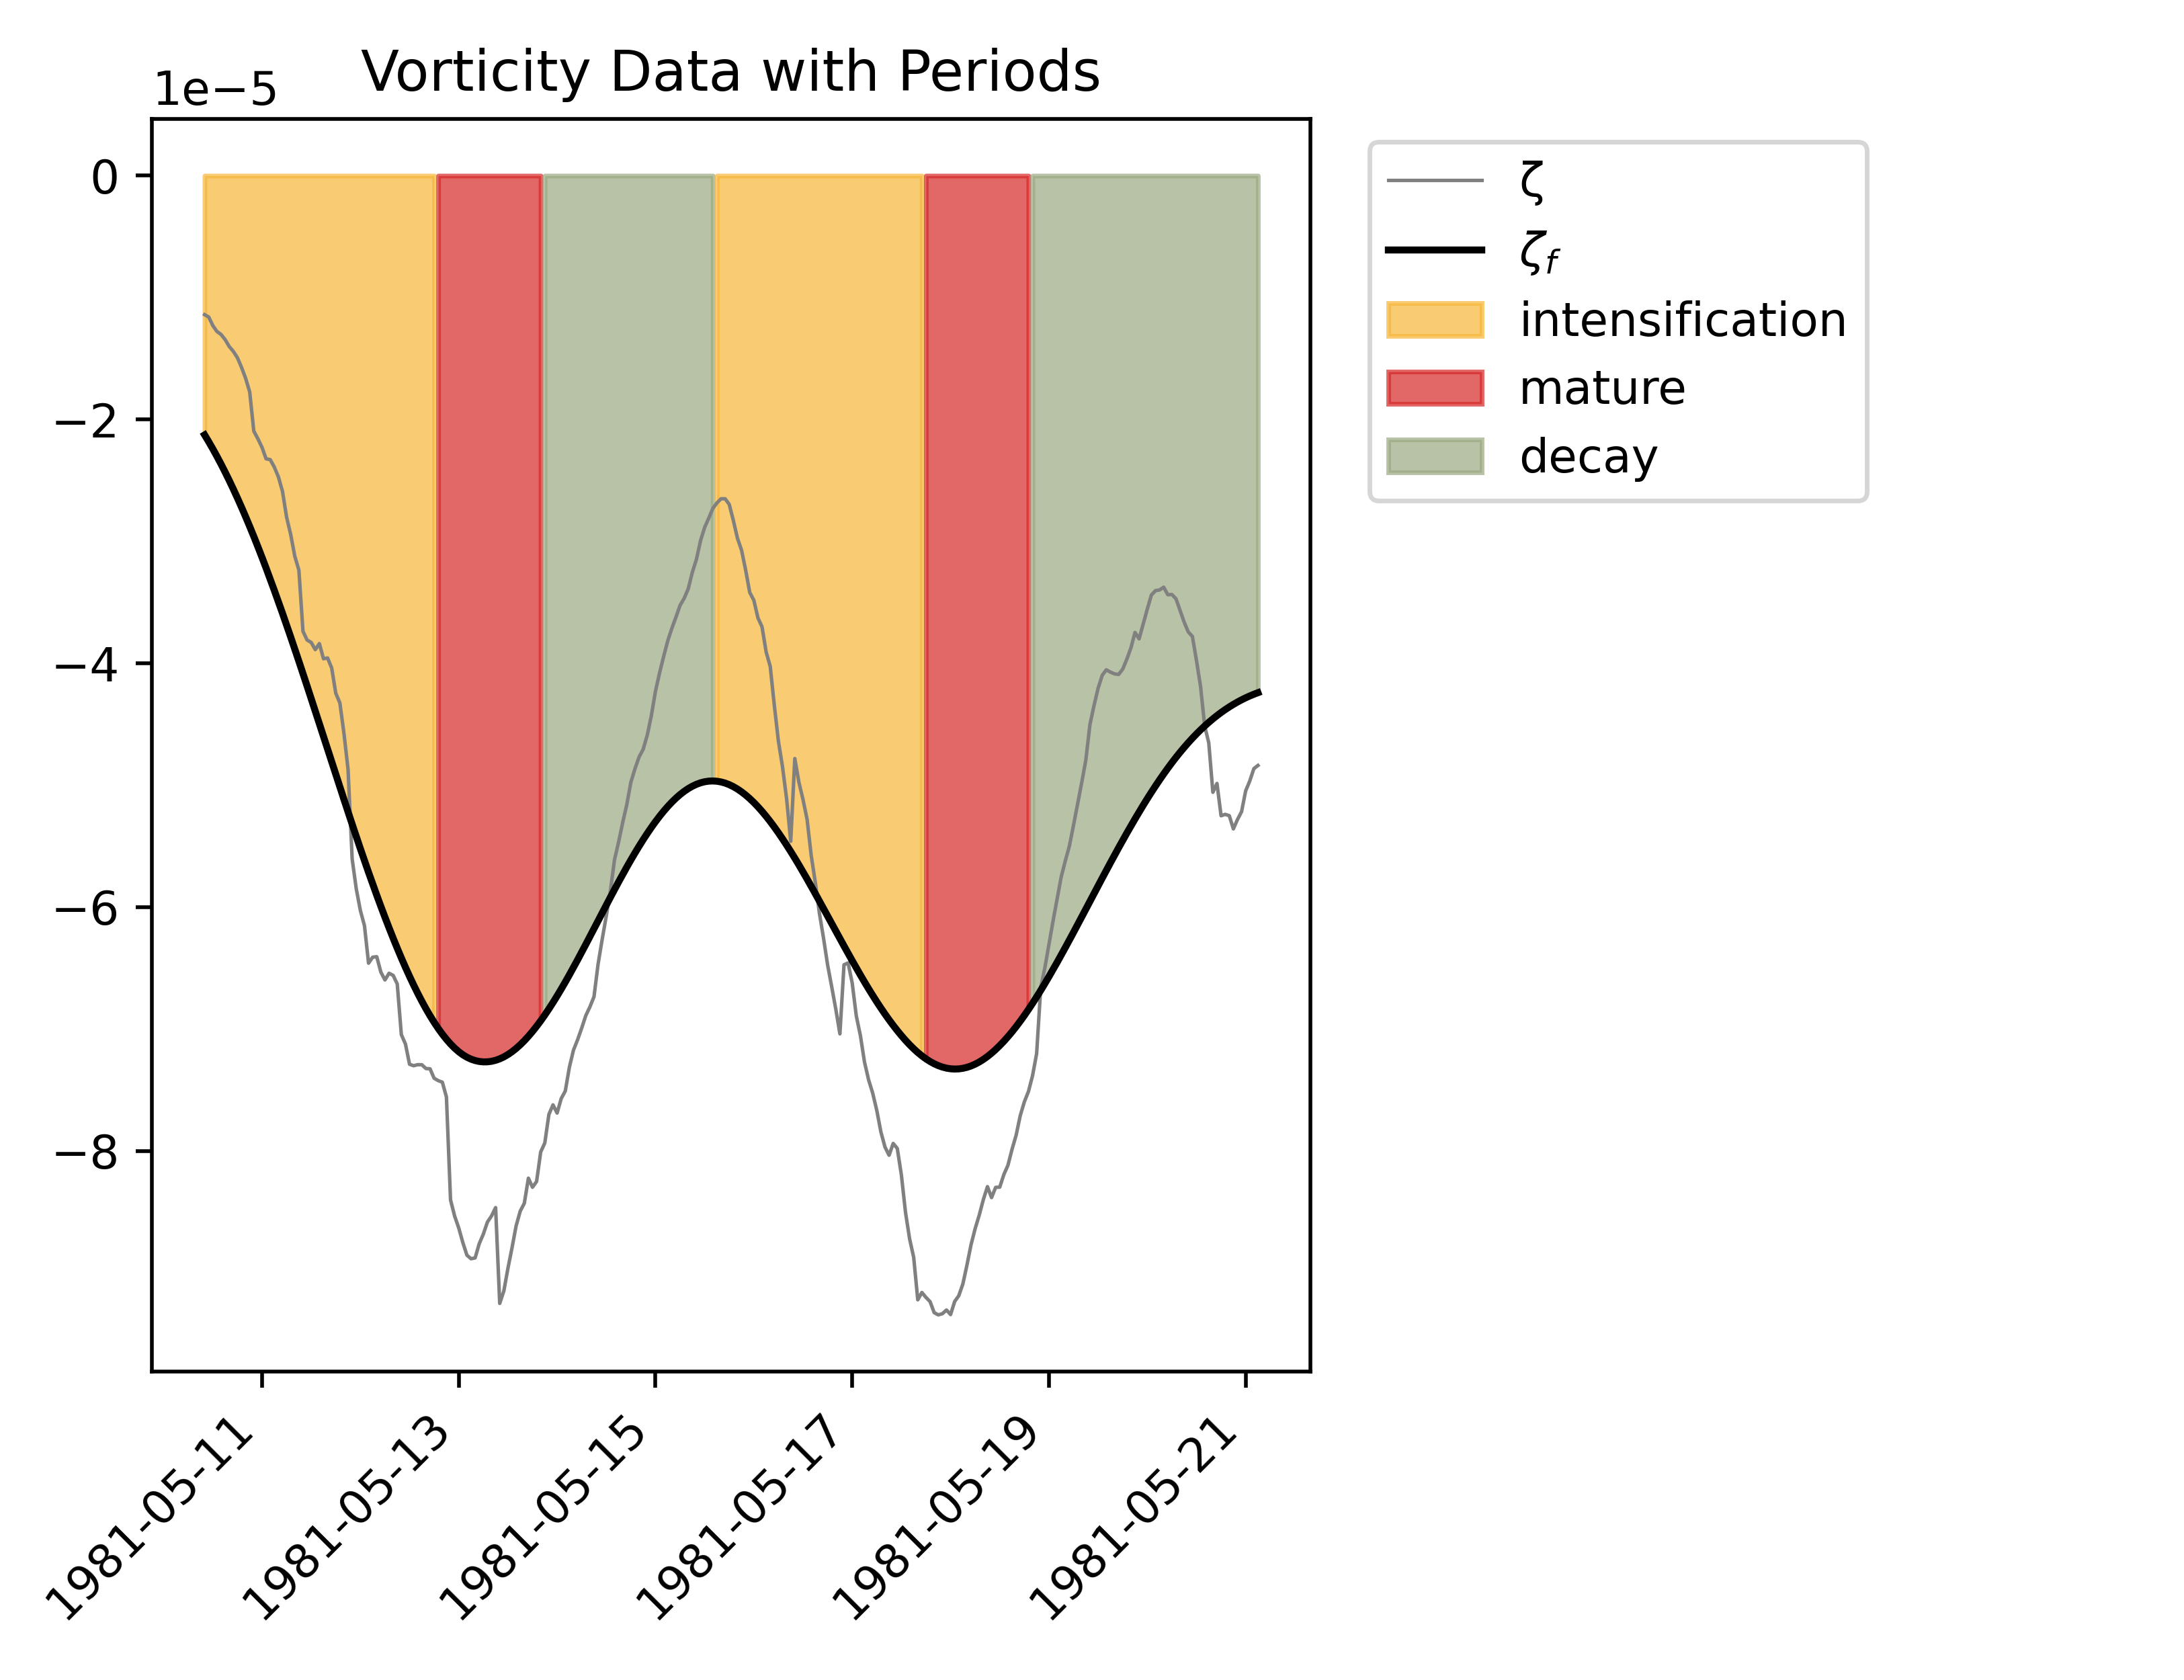 Vorticity Data with Periods
1e−5
0
−2
−4
−6
−8
1981-05-11
1981-05-13
1981-05-15
1981-05-17
1981-05-19
1981-05-21
ζ
ζf
intensification
mature
decay